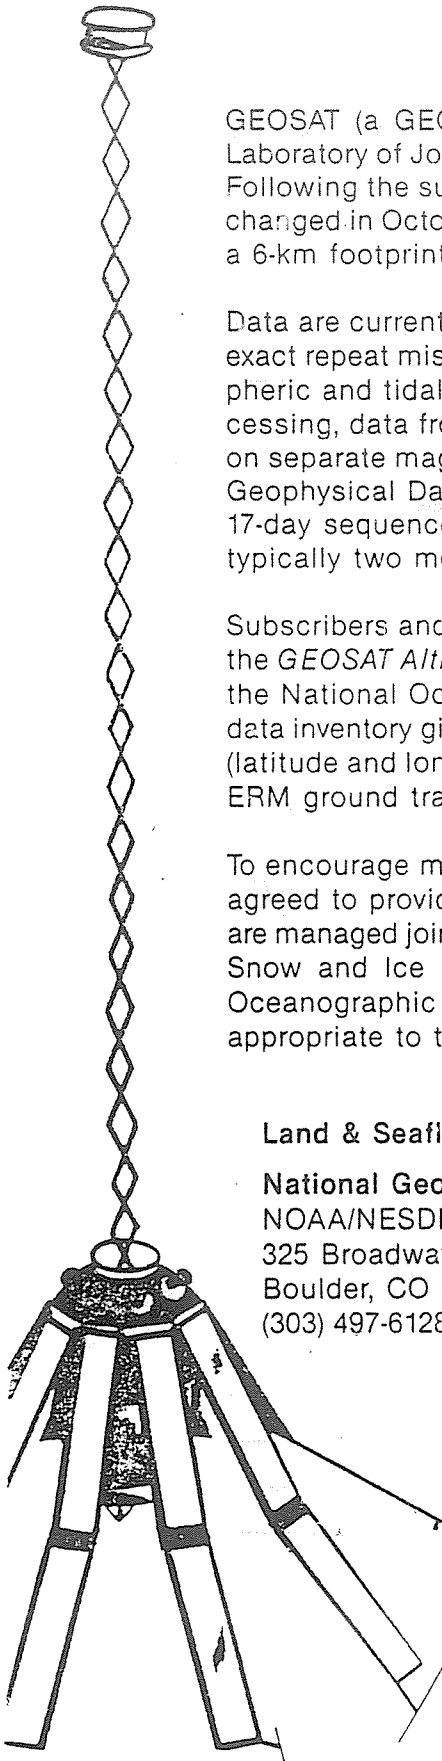 GEOSAT (a GEO
Laboratory of Jo
Following the su
changed in Octo
a 6-km footprint
Data are current
exact repeat mis
pheric and tidal
cessing, data fro
on separate mag
Geophysical Da
17-day sequence
typically two mo
Subscribers and
the GEOSAT Alti
the National Oc
data inventory gi
(latitude and lon
ERM ground tra
To encourage m
agreed to provid
are managed join
Snow and Ice
Oceanographic
appropriate to t
Land & Seafl
National Geo
NOAA/NESDI
325 Broadway
Boulder, CO
(303) 497-6128